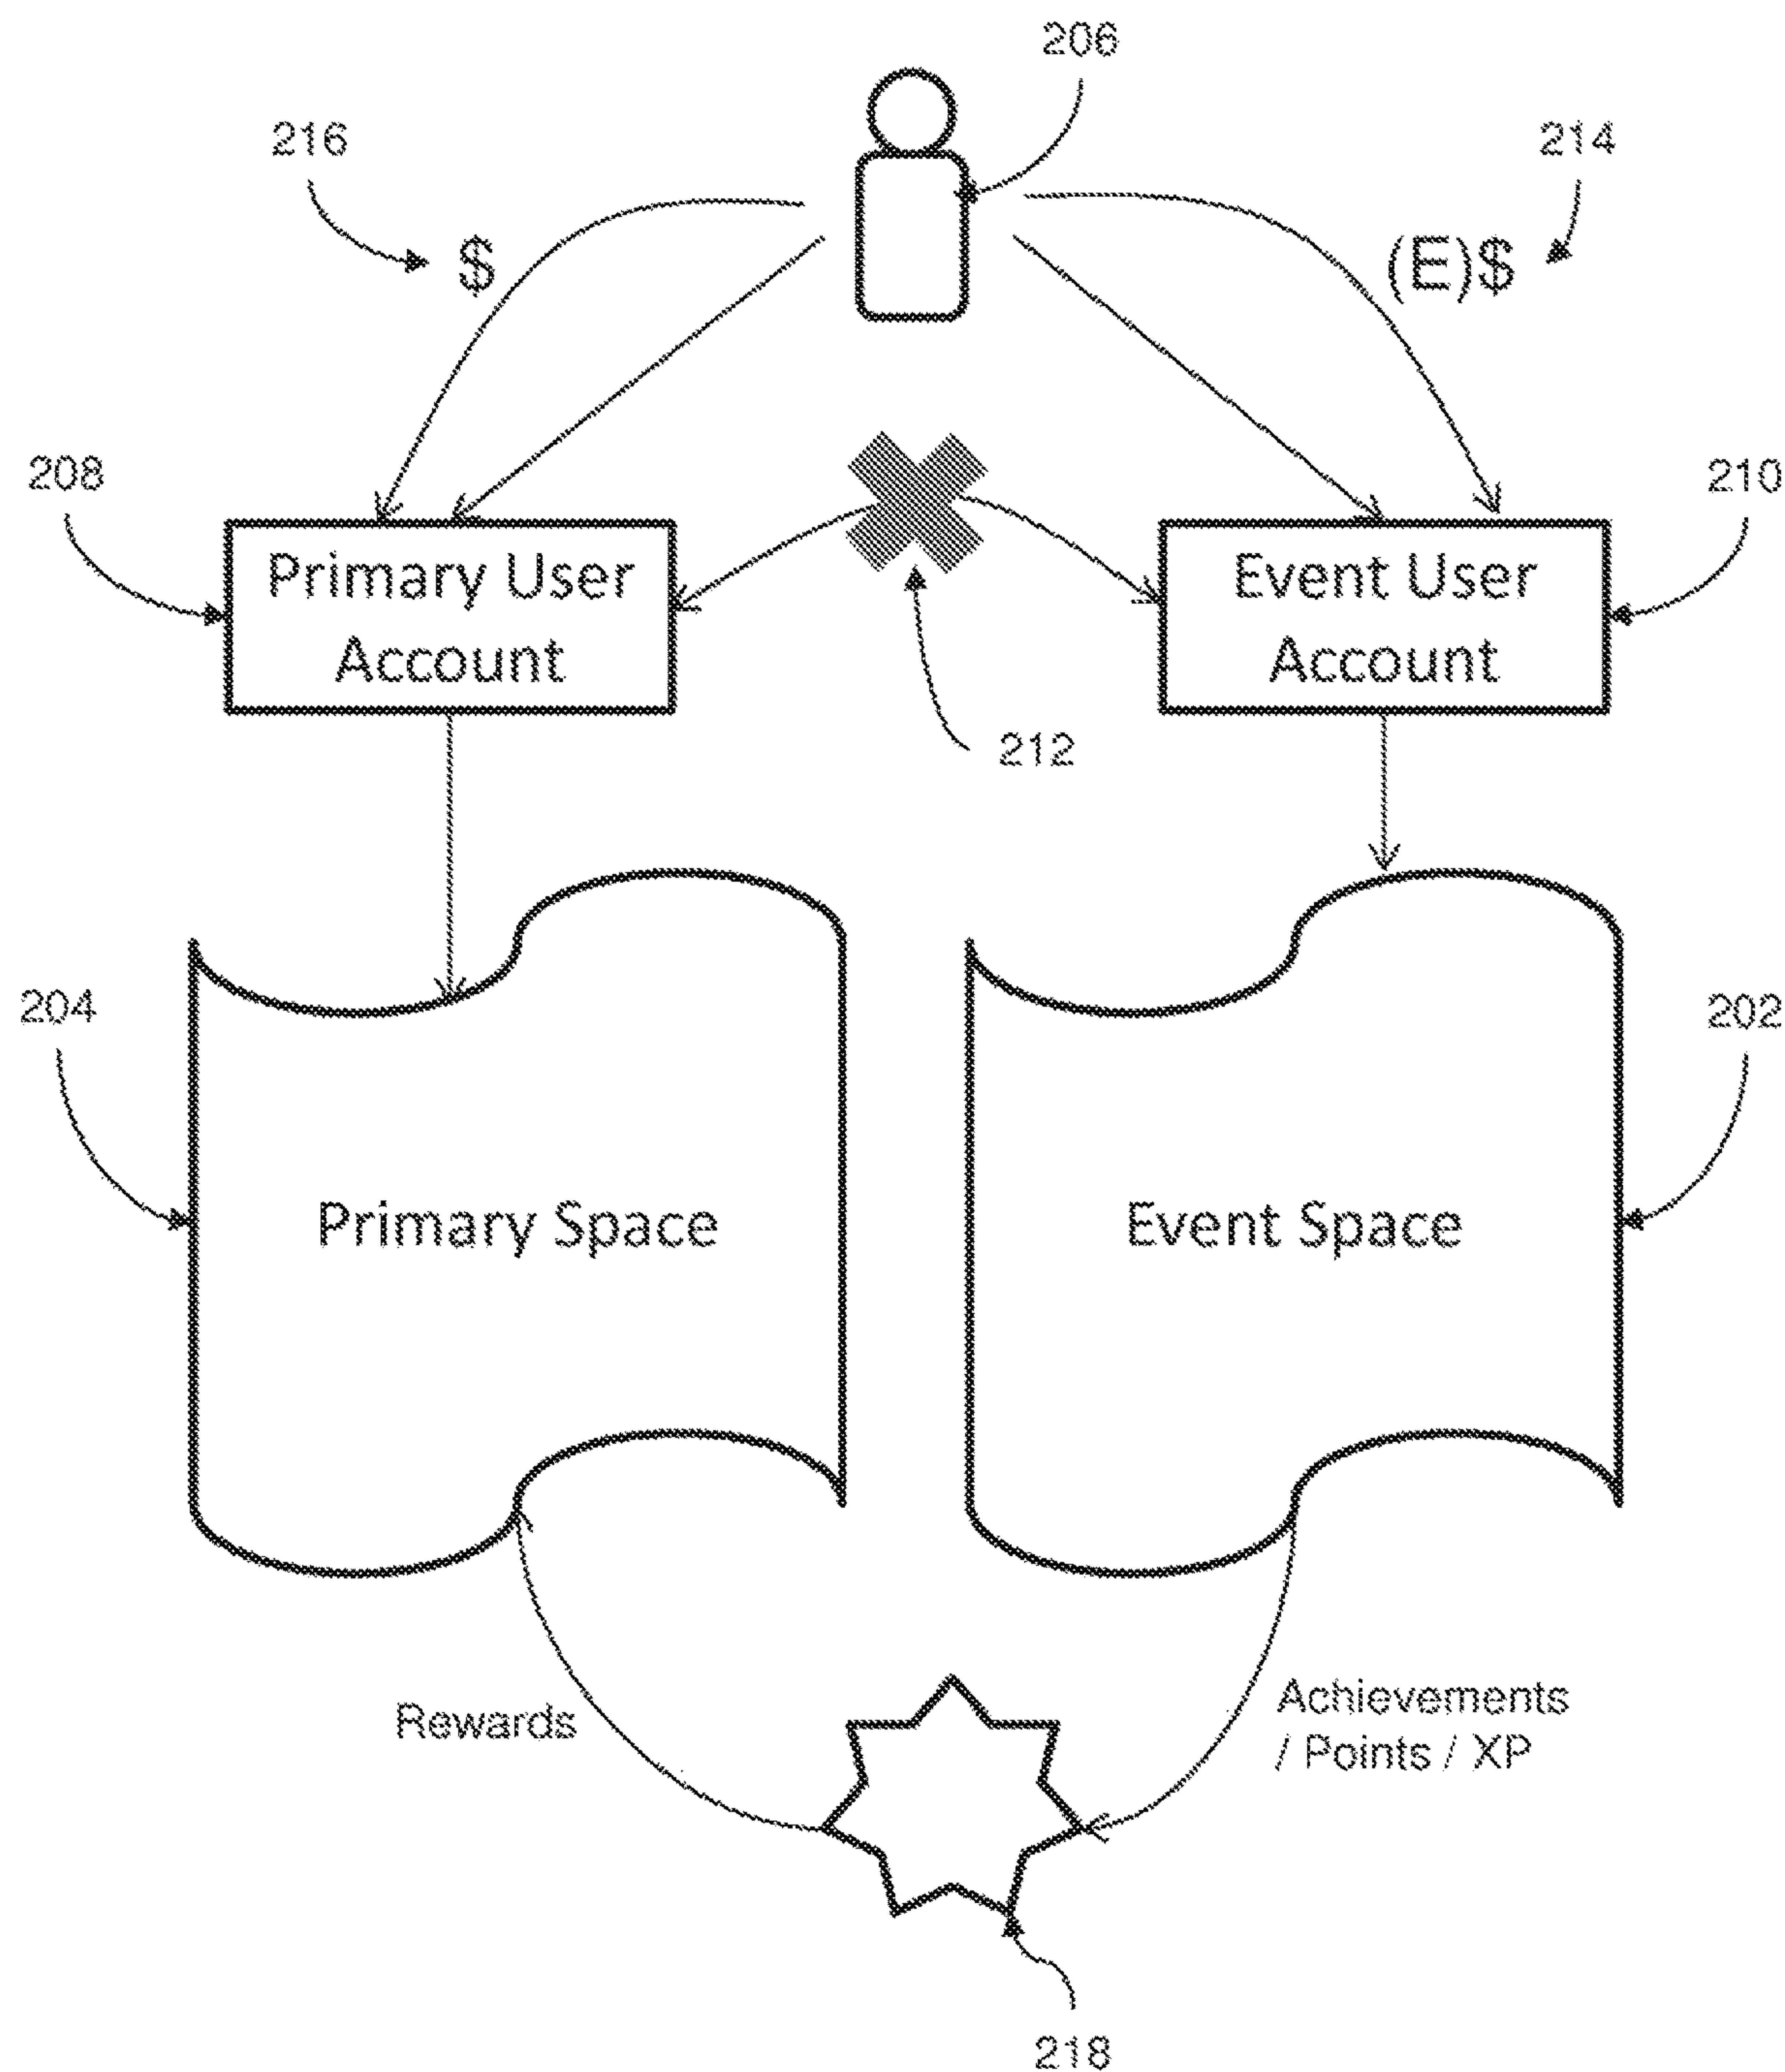 206
216
214
$
(E)$
208
210
Primary User
Account
Event User
Account
212
204
202
Primary Space
Event Space
Rewards
Achievements
/ Points / XP
218